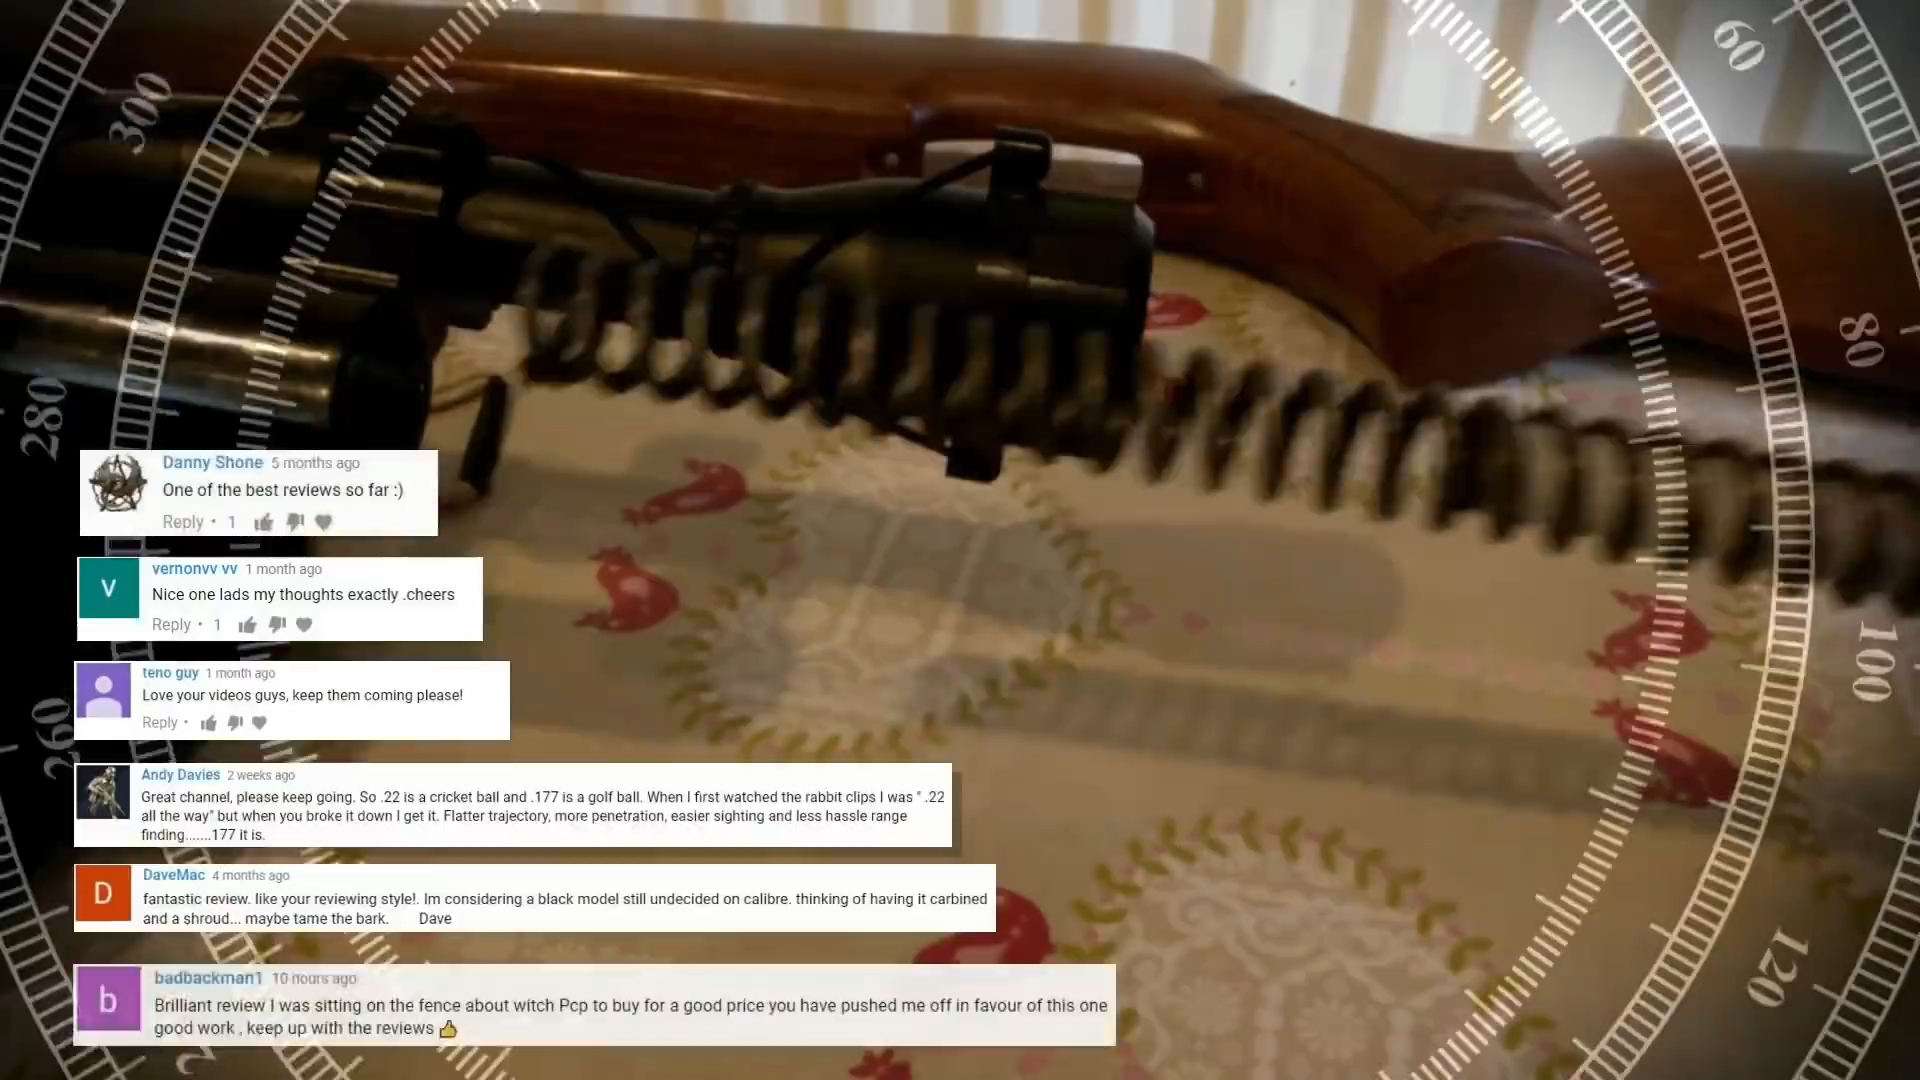 60
300
80
280
Danny Shone 5 months ago
One of the best reviews so far :)
Reply • 1
V
vernonvv vv 1 month ago
Nice one lads my thoughts exactly .cheers
Reply • 1
100
teno guy 1 month ago
Love your videos guys, keep them coming please!
Reply •
260
Andy Davies 2 weeks ago
Great channel, please keep going. So .22 is a cricket ball and .177 is a golf ball. When I first watched the rabbit clips I was " .22
all the way" but when you broke it down I get it. Flatter trajectory, more penetration, easier sighting and less hassle range
finding.......177 it is.
D
DaveMac 4 months ago
fantastic review. like your reviewing style!. Im considering a black model still undecided on calibre. thinking of having it carbined
and a shroud... maybe tame the bark. Dave
120
b
badbackman1 10 hours ago
Brilliant review I was sitting on the fence about witch Pcp to buy for a good price you have pushed me off in favour of this one
good work , keep up with the reviews 👍